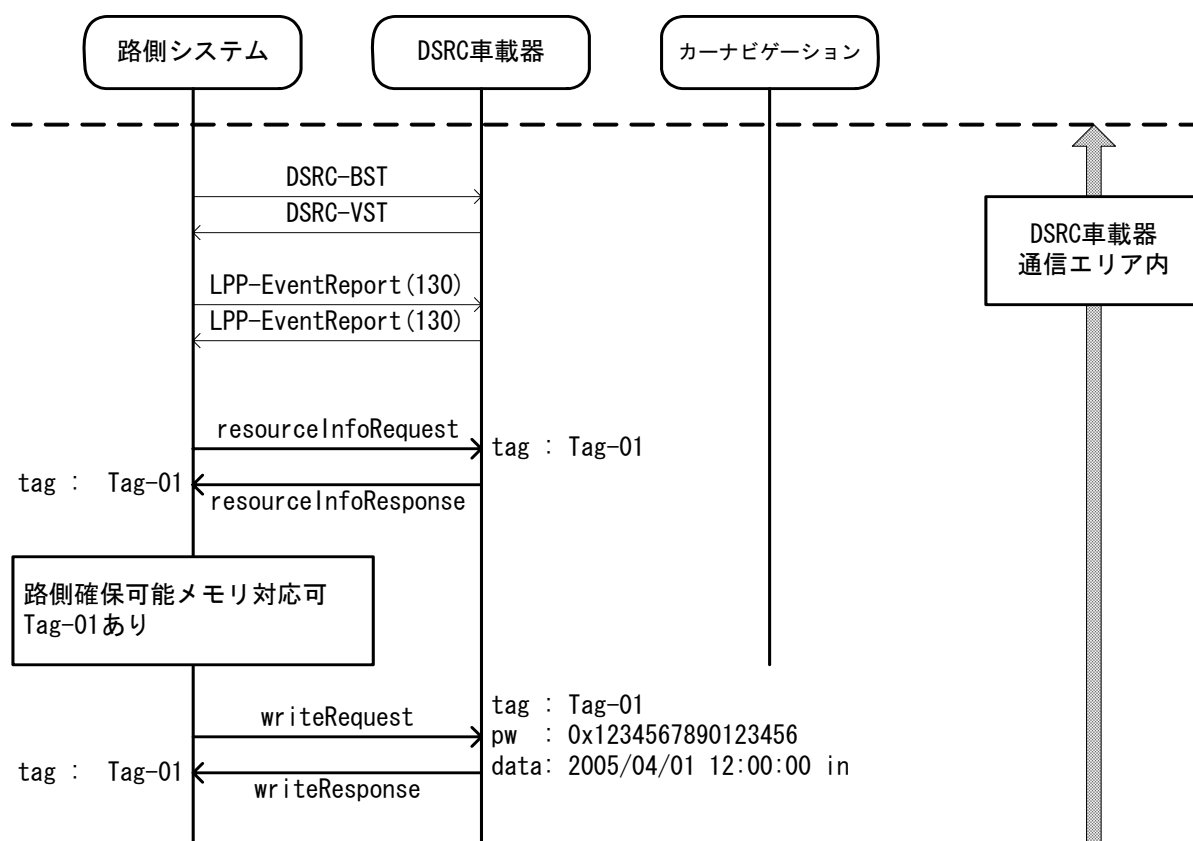 路側システム
DSRC車載器
カーナビゲーション
DSRC-BST
DSRC-VST
DSRC車載器
通信エリア内
LPP-EventReport(130)
LPP-EventReport(130)
resourceInfoRequest
tag : Tag-01
tag : Tag-01
resourceInfoResponse
路側確保可能メモリ対応可
Tag-01あり
writeRequest
tag : Tag-01
pw : 0x1234567890123456
data: 2005/04/01 12:00:00 in
tag : Tag-01
writeResponse